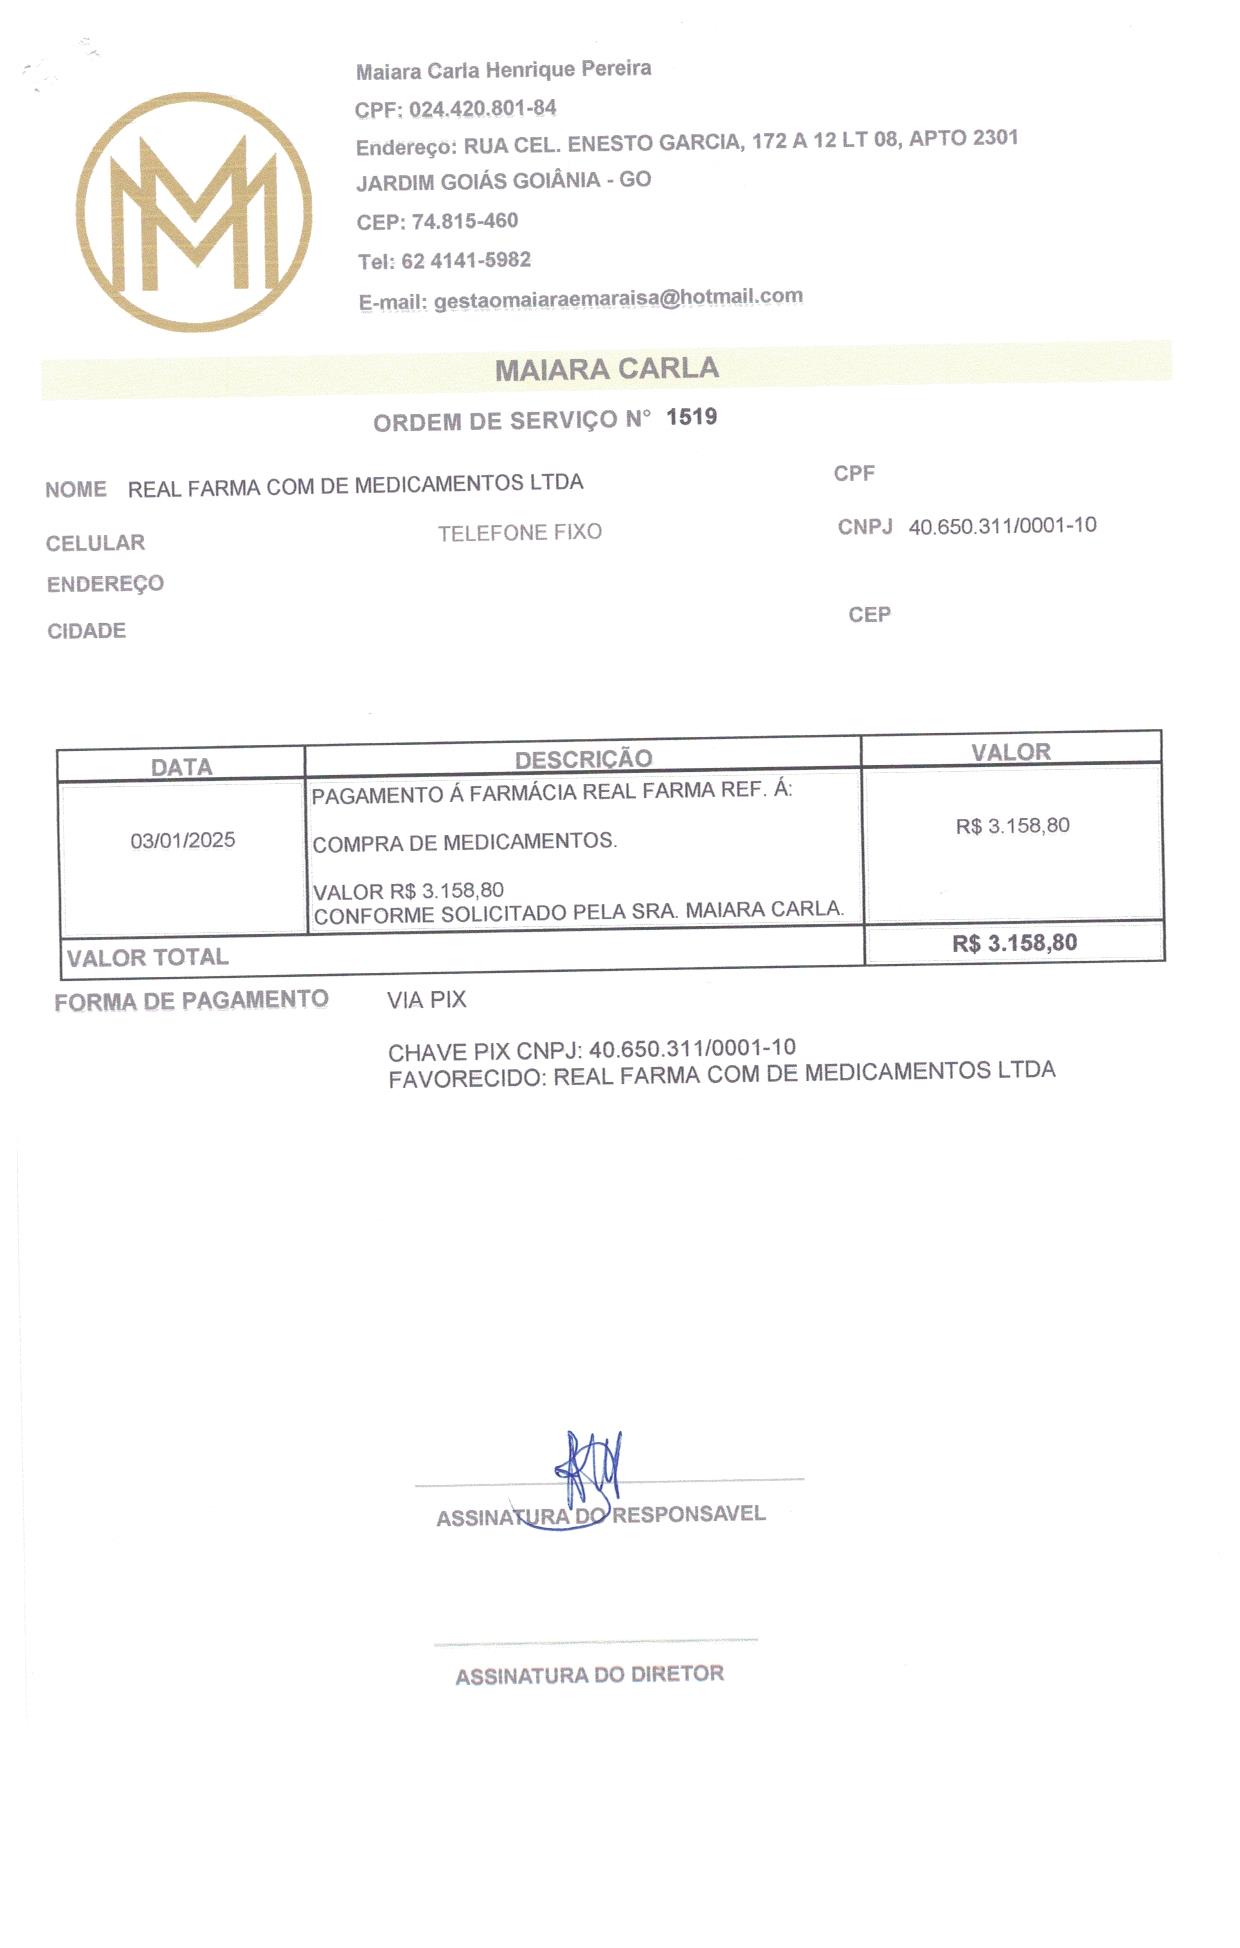 Maiara Carla Henrique Pereira
CPF: 024.420.801-84
Endereço: RUA CEL. ENESTO GARCIA, 172 A 12 LT 08, APTO 2301
JARDIM GOIÁS GOIÂNIA - GO
CEP: 74.815-460
Tel: 62 4141-5982
E-mail: gestaomaiaraemaraisa@hotmail.com
MAIARA CARLA
ORDEM DE SERVIÇO N° 1519
NOME REAL FARMA COM DE MEDICAMENTOS LTDA CPF
CELULAR TELEFONE FIXO CNPJ 40.650.311/0001-10
ENDEREÇO
CIDADE CEP
DATA DESCRIÇÃO VALOR
PAGAMENTO Á FARMÁCIA REAL FARMA REF. Á:
03/01/2025 COMPRA DE MEDICAMENTOS. R$ 3.158,80
VALOR R$ 3.158,80
CONFORME SOLICITADO PELA SRA. MAIARA CARLA.
VALOR TOTAL R$ 3.158,80
FORMA DE PAGAMENTO VIA PIX
CHAVE PIX CNPJ: 40.650.311/0001-10
FAVORECIDO: REAL FARMA COM DE MEDICAMENTOS LTDA
ASSINATURA DO RESPONSAVEL
ASSINATURA DO DIRETOR